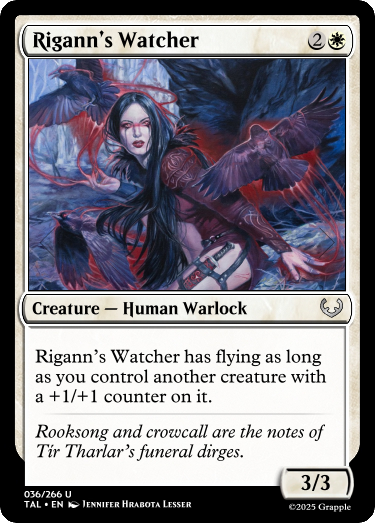 Rigann's Watcher 2
Creature — Human Warlock
Rigann's Watcher has flying as long
as you control another creature with
a +1/+1 counter on it.
Rooksong and crowcall are the notes of
Tír Tharlar's funeral dirges.
3/3
036/266 U
TAL • EN Jennifer Hrabota Lesser
©2025 Grapple